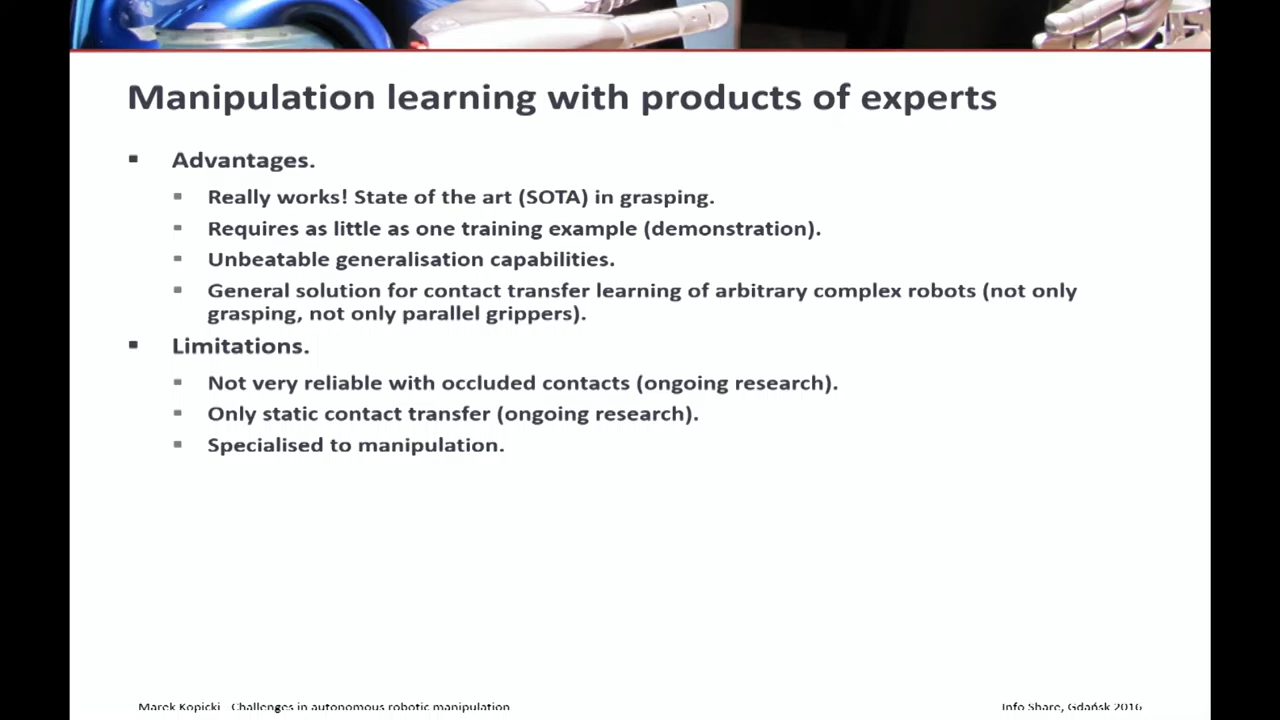 Manipulation learning with products of experts
Advantages.
Really works! State of the art (SOTA) in grasping.
Requires as little as one training example (demonstration).
Unbeatable generalisation capabilities.
General solution for contact transfer learning of arbitrary complex robots (not only
grasping, not only parallel grippers).
Limitations.
Not very reliable with occluded contacts (ongoing research).
Only static contact transfer (ongoing research).
Specialised to manipulation.
Marek Kopicki Challenges in autonomous robotic manipulation
Info Share, Gdańsk 2016